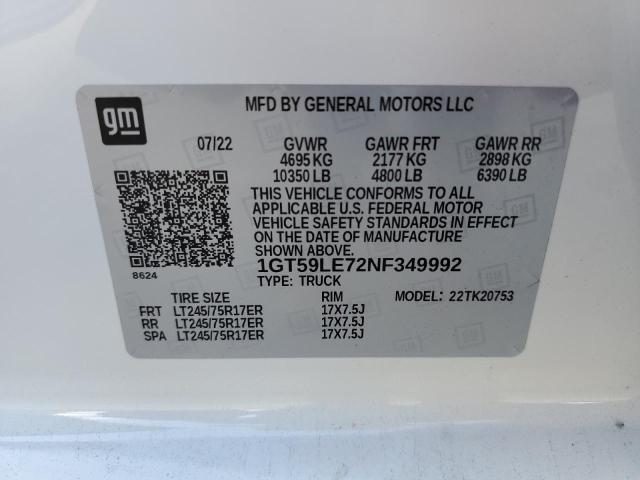 gm
MFD BY GENERAL MOTORS LLC
07/22 GVWR GAWR FRT GAWR RR
4695 KG 2177 KG 2898 KG
10350 LB 4800 LB 6390 LB
THIS VEHICLE CONFORMS TO ALL
APPLICABLE U.S. FEDERAL MOTOR
VEHICLE SAFETY STANDARDS IN EFFECT
ON THE DATE OF MANUFACTURE
8624
1GT59LE72NF349992
TYPE: TRUCK
TIRE SIZE RIM MODEL: 22TK20753
FRT LT245/75R17ER 17X7.5J
RR LT245/75R17ER 17X7.5J
SPA LT245/75R17ER 17X7.5J